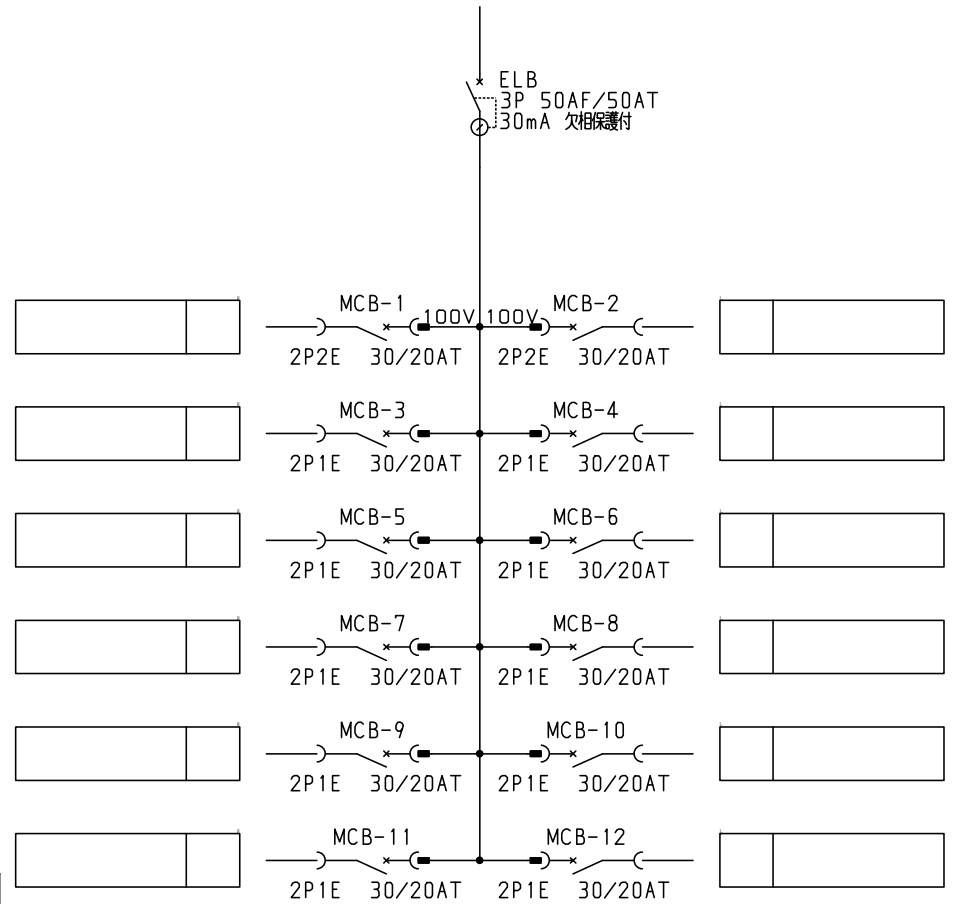 ELB
3P 50AF/50AT
30mA 欠相保護付
MCB-1 100V 100V MCB-2
2P2E 30/20AT 2P2E 30/20AT
MCB-3 MCB-4
2P1E 30/20AT 2P1E 30/20AT
MCB-5 MCB-6
2P1E 30/20AT 2P1E 30/20AT
MCB-7 MCB-8
2P1E 30/20AT 2P1E 30/20AT
MCB-9 MCB-10
2P1E 30/20AT 2P1E 30/20AT
MCB-11 MCB-12
2P1E 30/20AT 2P1E 30/20AT